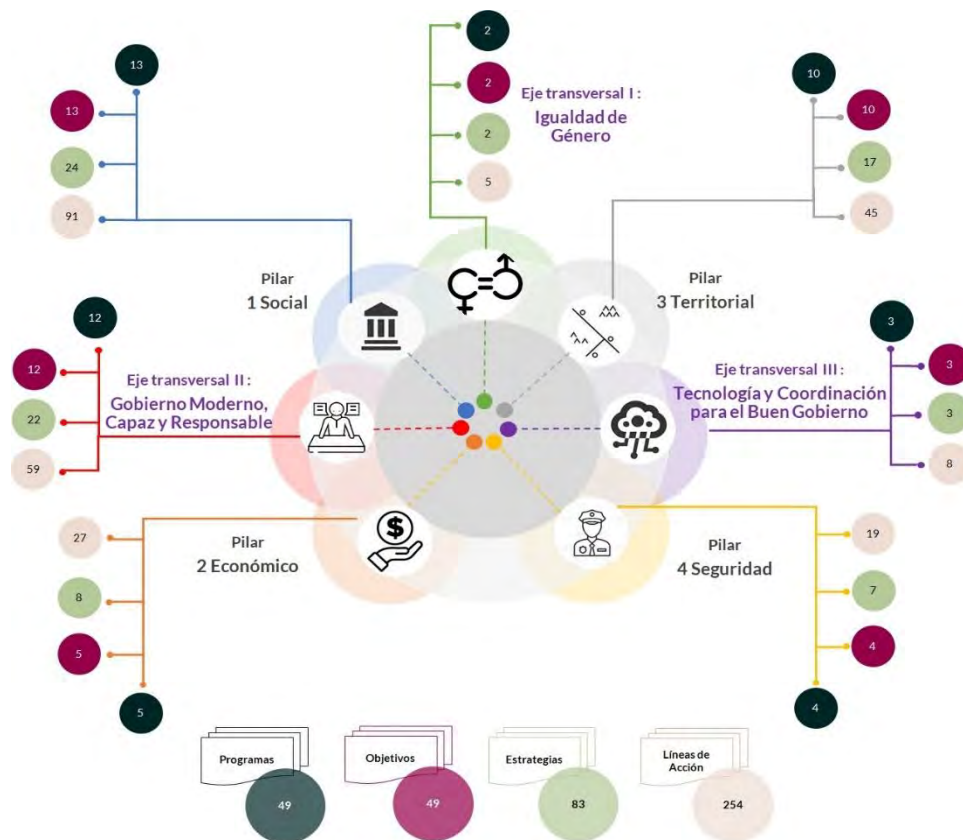 13
13
24
91
2
2
2
5
Eje transversal I :
Igualdad de
Género
10
10
17
45
Pilar
1 Social
Pilar
3 Territorial
12
12
22
59
Eje transversal II :
Gobierno Moderno,
Capaz y Responsable
Eje transversal III :
Tecnología y Coordinación
para el Buen Gobierno
3
3
3
8
27
8
5
5
Pilar
2 Económico
$
Pilar
4 Seguridad
19
7
4
4
Programas
49
Objetivos
49
Estrategias
83
Líneas de
Acción
254